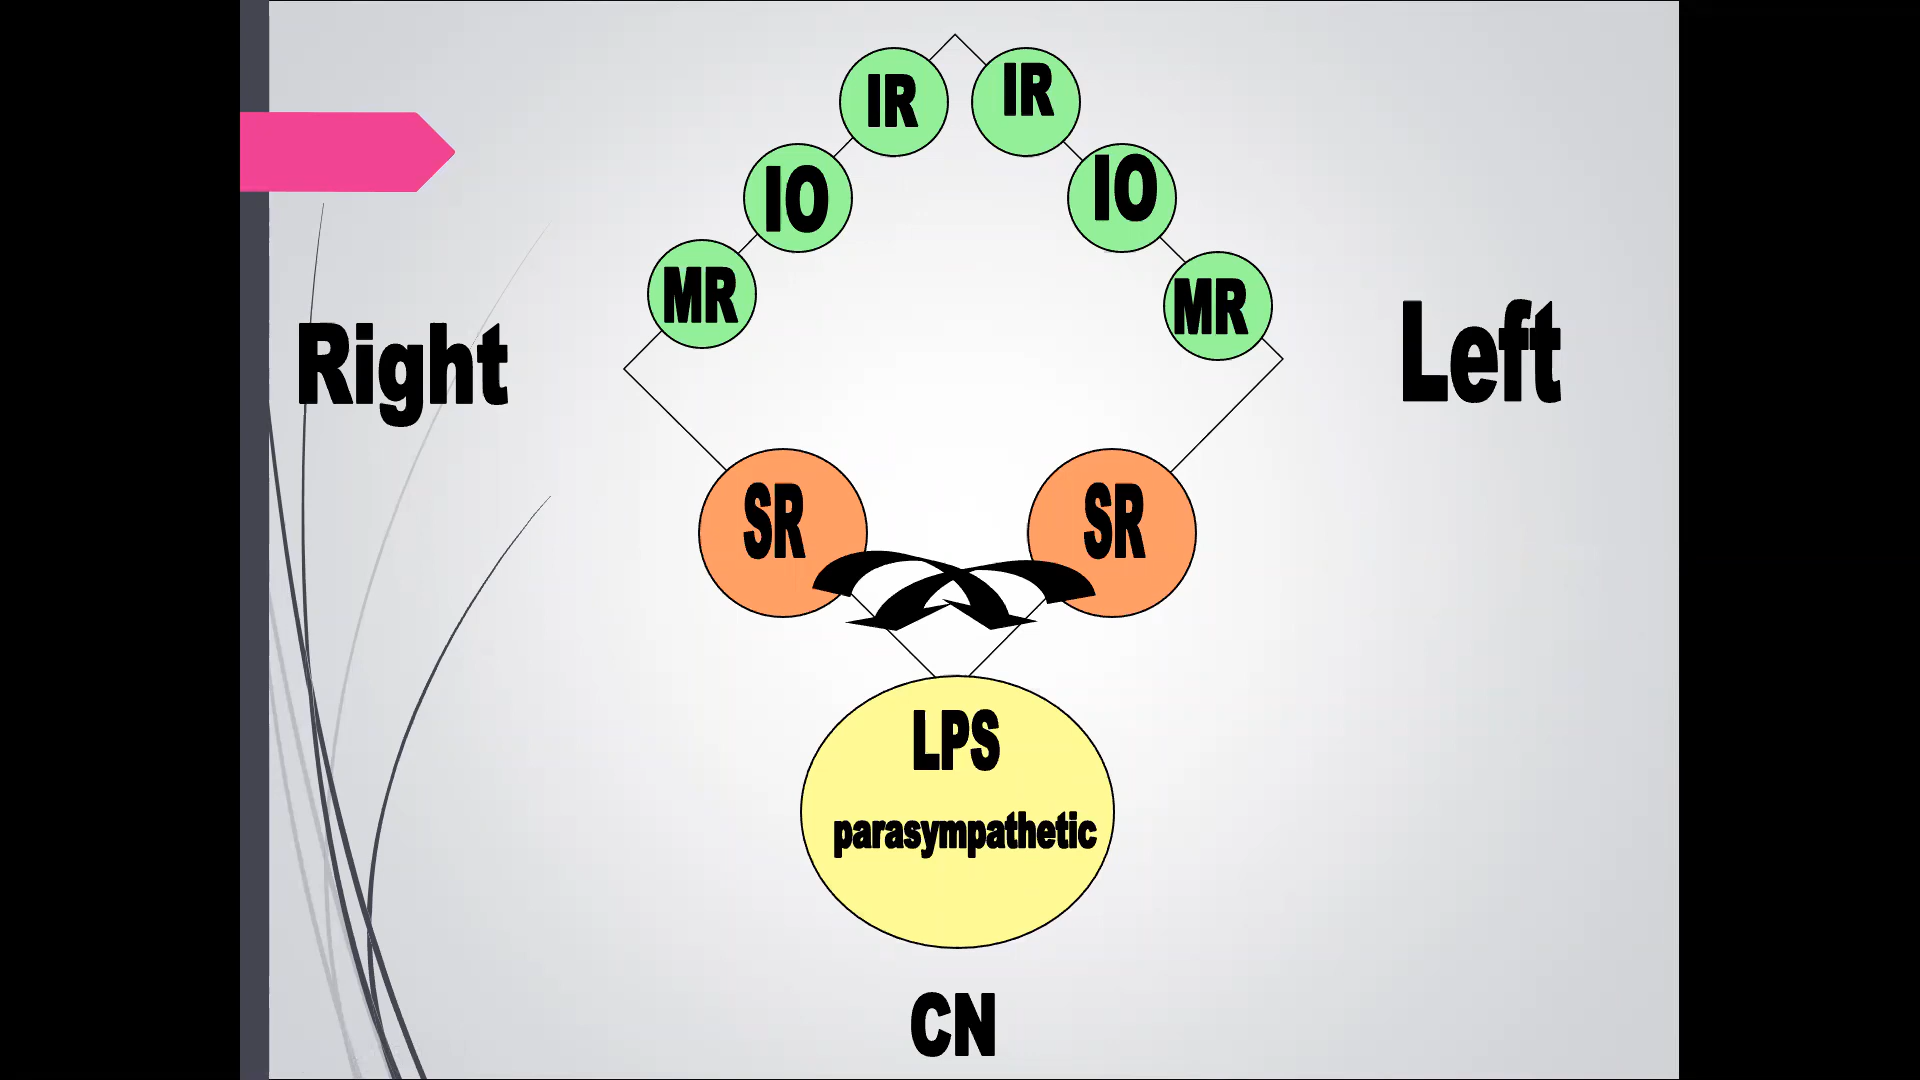 IR IR
IO IO
MR MR
Right Left
SR SR
LPS
parasympathetic
CN